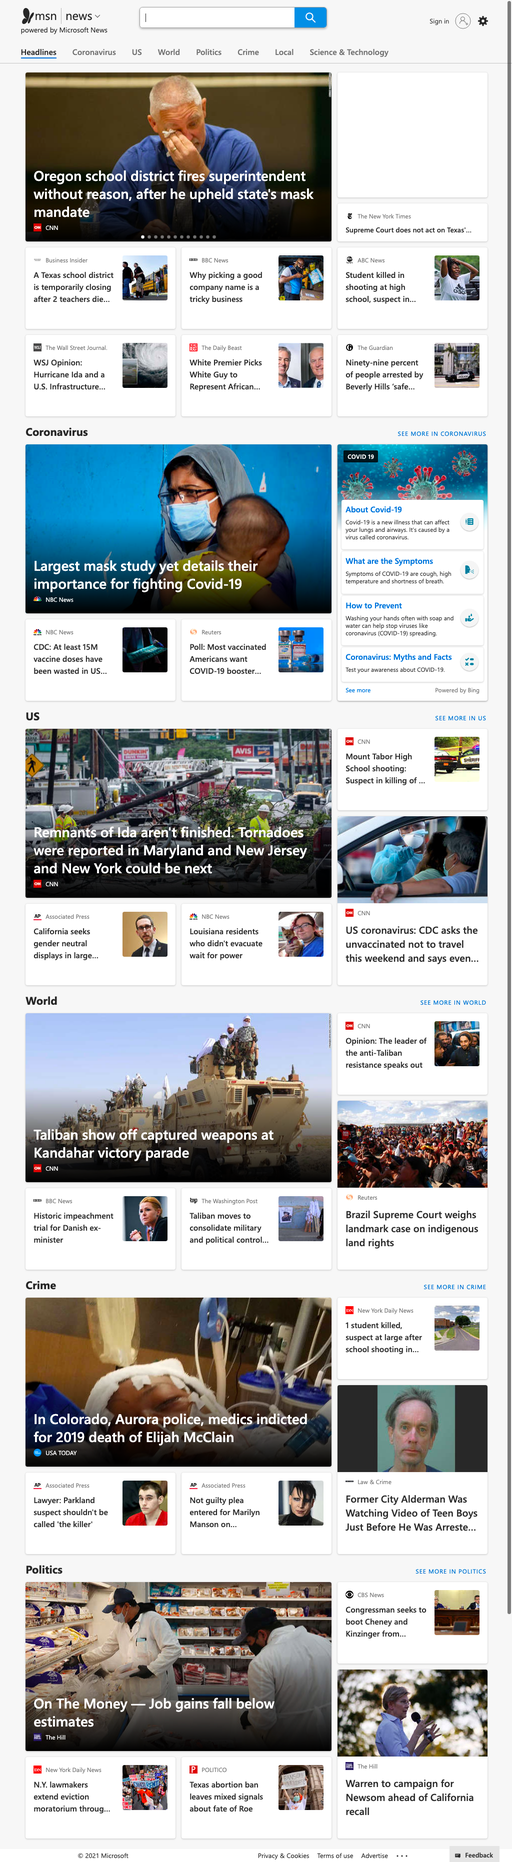 msn | news
powered by Microsoft News
Sign in
Headlines
Coronavirus
US
World
Politics
Crime
Local
Science & Technology
Oregon school district fires superintendent
without reason, after he upheld state's mask
mandate
CNN
The New York Times
Supreme Court does not act on Texas'...
Business Insider
A Texas school district
is temporarily closing
after 2 teachers die...
BBC News
Why picking a good
company name is a
tricky business
ABC News
Student killed in
shooting at high
school, suspect in...
The Wall Street Journal
WSJ Opinion:
Hurricane Ida and a
U.S. Infrastructure...
The Daily Beast
White Premier Picks
White Guy to
Represent African...
The Guardian
Ninety-nine percent
of people arrested by
Beverly Hills 'safe...
Coronavirus
SEE MORE IN CORONAVIRUS
Largest mask study yet details their
importance for fighting Covid-19
NBC News
COVID 19
About Covid-19
Covid-19 is a new illness that can affect
your lungs and airways. It's caused by a
virus called coronavirus.
What are the Symptoms
Symptoms of COVID-19 are cough, high
temperature and shortness of breath.
How to Prevent
Washing your hands often with soap and
water can help stop viruses like
coronavirus (COVID-19) spreading.
Coronavirus: Myths and Facts
Test your awareness about COVID-19.
See more
Powered by Bing
NBC News
CDC: At least 15M
vaccine doses have
been wasted in US...
Reuters
Poll: Most vaccinated
Americans want
COVID-19 booster...
US
SEE MORE IN US
DUNKIN'
AVIS
Remnants of Ida aren't finished. Tornadoes
were reported in Maryland and New Jersey
and New York could be next
CNN
CNN
Mount Tabor High
School shooting:
Suspect in killing of ...
CNN
US coronavirus: CDC asks the
unvaccinated not to travel
this weekend and says even...
AP Associated Press
California seeks
gender neutral
displays in large...
NBC News
Louisiana residents
who didn't evacuate
wait for power
World
SEE MORE IN WORLD
Taliban show off captured weapons at
Kandahar victory parade
CNN
CNN
Opinion: The leader of
the anti-Taliban
resistance speaks out
Reuters
Brazil Supreme Court weighs
landmark case on indigenous
land rights
BBC News
Historic impeachment
trial for Danish ex-
minister
The Washington Post
Taliban moves to
consolidate military
and political control...
Crime
SEE MORE IN CRIME
In Colorado, Aurora police, medics indicted
for 2019 death of Elijah McClain
USA TODAY
New York Daily News
1 student killed,
suspect at large after
school shooting in...
Law & Crime
Former City Alderman Was
Watching Video of Teen Boys
Just Before He Was Arreste...
AP Associated Press
Lawyer: Parkland
suspect shouldn't be
called 'the killer'
AP Associated Press
Not guilty plea
entered for Marilyn
Manson on...
Politics
SEE MORE IN POLITICS
On The Money — Job gains fall below
estimates
The Hill
CBS News
Congressman seeks to
boot Cheney and
Kinzinger from...
The Hill
Warren to campaign for
Newsom ahead of California
recall
New York Daily News
N.Y. lawmakers
extend eviction
moratorium throug...
POLITICO
Texas abortion ban
leaves mixed signals
about fate of Roe
© 2021 Microsoft
Privacy & Cookies
Terms of use
Advertise
Feedback